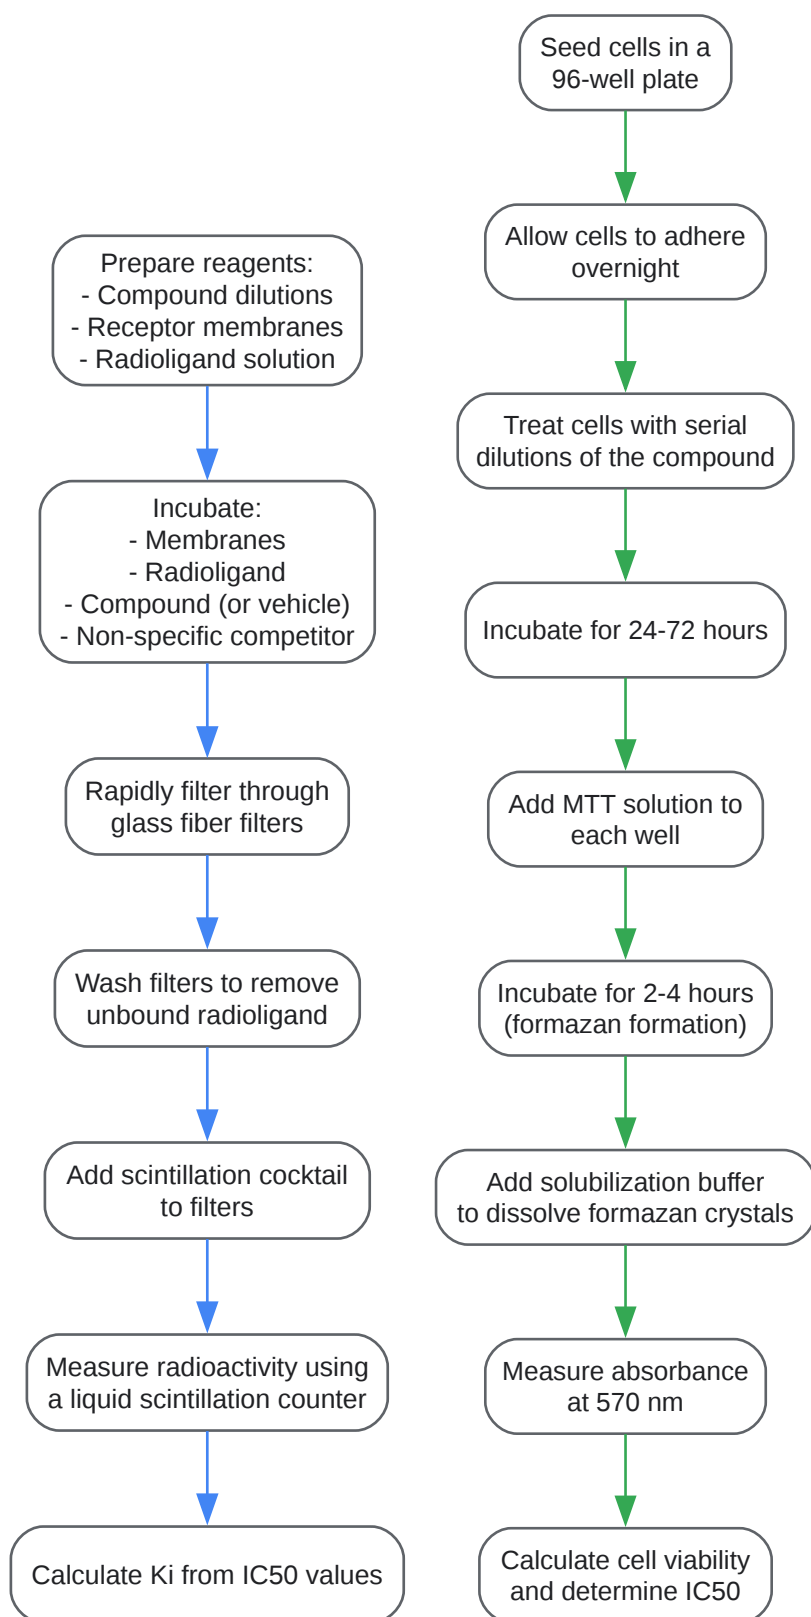 Prepare reagents:
- Compound dilutions
- Receptor membranes
- Radioligand solution
Incubate:
- Membranes
- Radioligand
- Compound (or vehicle)
- Non-specific competitor
Rapidly filter through
glass fiber filters
Wash filters to remove
unbound radioligand
Add scintillation cocktail
to filters
Measure radioactivity using
a liquid scintillation counter
Calculate Ki from IC50 values
Seed cells in a
96-well plate
Allow cells to adhere
overnight
Treat cells with serial
dilutions of the compound
Incubate for 24-72 hours
Add MTT solution to
each well
Incubate for 2-4 hours
(formazan formation)
Add solubilization buffer
to dissolve formazan crystals
Measure absorbance
at 570 nm
Calculate cell viability
and determine IC50